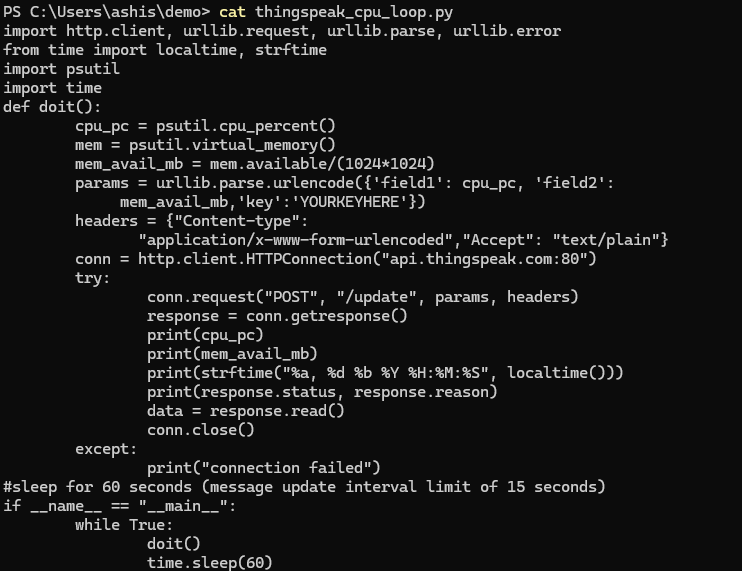 PS C:\Users\ashis\demo> cat thingspeak_cpu_loop.py
import http.client, urllib.request, urllib.parse, urllib.error
from time import localtime, strftime
import psutil
import time
def doit():
        cpu_pc = psutil.cpu_percent()
        mem = psutil.virtual_memory()
        mem_avail_mb = mem.available/(1024*1024)
        params = urllib.parse.urlencode({'field1': cpu_pc, 'field2':
             mem_avail_mb,'key':'YOURKEYHERE'})
        headers = {"Content-type":
               "application/x-www-form-urlencoded","Accept": "text/plain"}
        conn = http.client.HTTPConnection("api.thingspeak.com:80")
        try:
                conn.request("POST", "/update", params, headers)
                response = conn.getresponse()
                print(cpu_pc)
                print(mem_avail_mb)
                print(strftime("%a, %d %b %Y %H:%M:%S", localtime()))
                print(response.status, response.reason)
                data = response.read()
                conn.close()
        except:
                print("connection failed")
#sleep for 60 seconds (message update interval limit of 15 seconds)
if __name__ == "__main__":
        while True:
                doit()
                time.sleep(60)